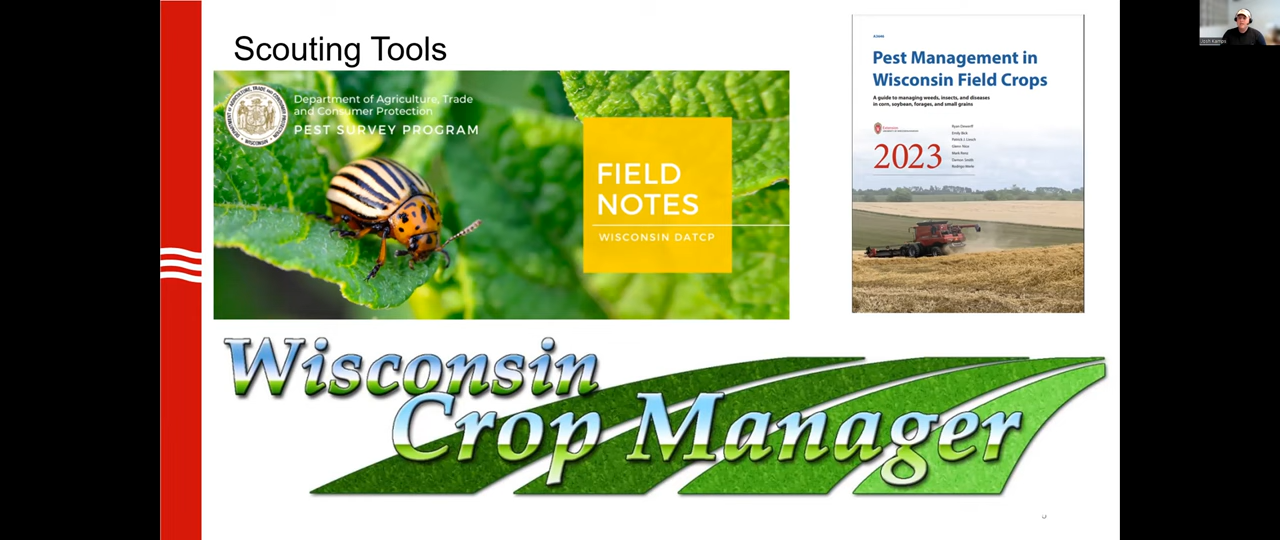 Scouting Tools
Department of Agriculture, Trade
and Consumer Protection
PEST SURVEY PROGRAM
FIELD
NOTES
WISCONSIN DATCP
Pest Management in
Wisconsin Field Crops
A guide to managing weeds, insects, and diseases
in corn, soybean, forages, and small grains
Extension
2023
Wisconsin
Crop Manager